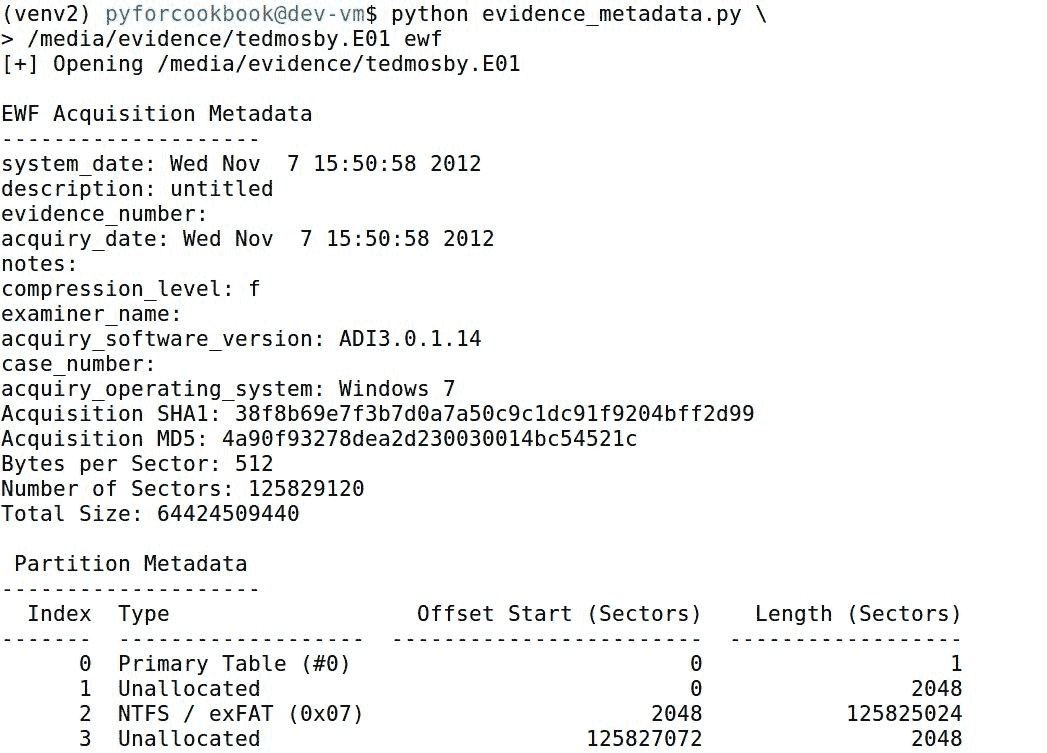 (venv2) pyforcookbook@dev-vm$ python evidence_metadata.py \
> /media/evidence/tedmosby.E01 ewf
[+] Opening /media/evidence/tedmosby.E01
EWF Acquisition Metadata
--------------------
system_date: Wed Nov  7 15:50:58 2012
description: untitled
evidence_number:
acquiry_date: Wed Nov  7 15:50:58 2012
notes:
compression_level: f
examiner_name:
acquiry_software_version: ADI3.0.1.14
case_number:
acquiry_operating_system: Windows 7
Acquisition SHA1: 38f8b69e7f3b7d0a7a50c9c1dc91f9204bff2d99
Acquisition MD5: 4a90f93278dea2d230030014bc54521c
Bytes per Sector: 512
Number of Sectors: 125829120
Total Size: 64424509440
 Partition Metadata
--------------------
  Index  Type                   Offset Start (Sectors)    Length (Sectors)
-------  -------------------  ------------------------  ------------------
      0  Primary Table (#0)                          0                   1
      1  Unallocated                                 0                2048
      2  NTFS / exFAT (0x07)                      2048           125825024
      3  Unallocated                         125827072                2048